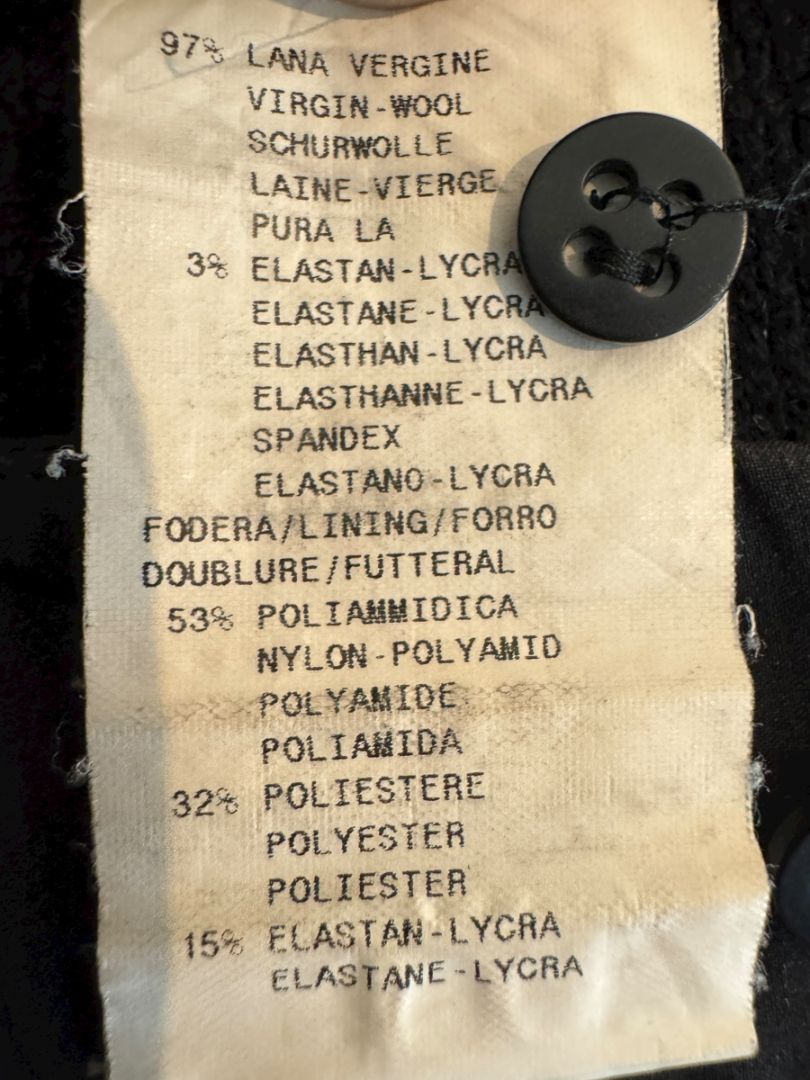 97% LANA VERGINE
VIRGIN-WOOL
SCHURWOLLE
LAINE-VIERGE
PURA LA
3% ELASTAN-LYCRA
ELASTANE-LYCRA
ELASTHAN-LYCRA
ELASTHANNE-LYCRA
SPANDEX
ELASTANO-LYCRA
FODERA/LINING/FORRO
DOUBLURE/FUTTERAL
53% POLIAMMIDICA
NYLON-POLYAMID
POLYAMIDE
POLIAMIDA
32% POLIESTERE
POLYESTER
POLIESTER
15% ELASTAN-LYCRA
ELASTANE-LYCRA